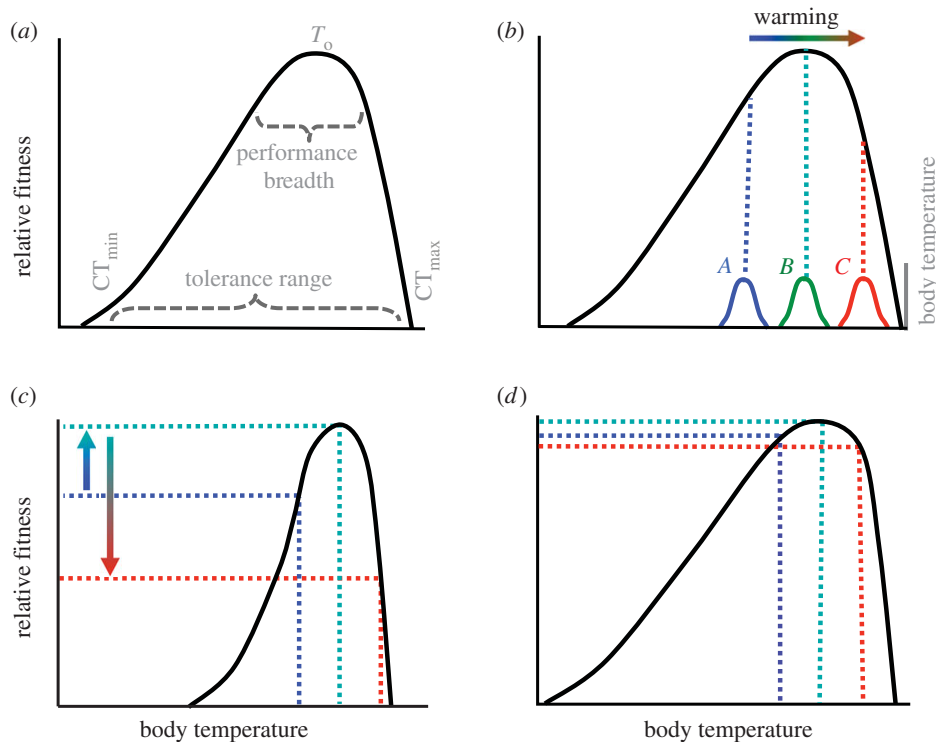 (a)
T_o
relative fitness
performance
breadth
CT_min
tolerance range
CT_max
(b)
warming
A
B
C
body temperature
(c)
relative fitness
body temperature
(d)
body temperature